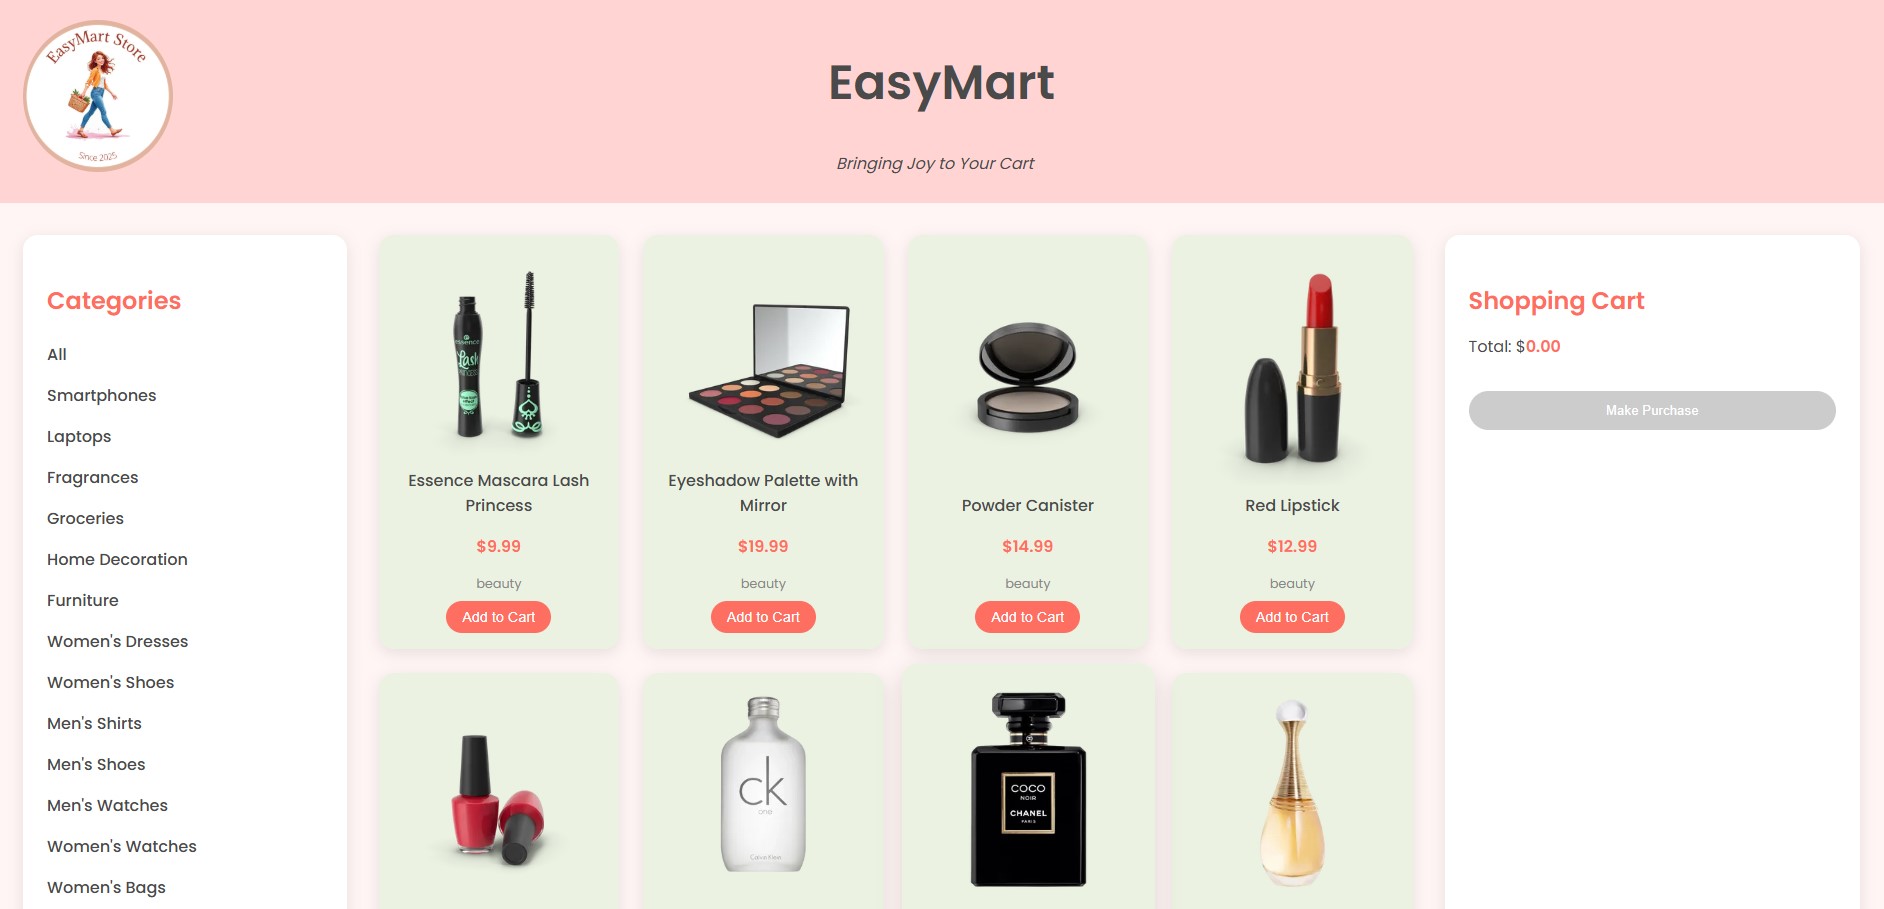 EasyMart Store
Since 2025
EasyMart
Bringing Joy to Your Cart
Categories
All
Smartphones
Laptops
Fragrances
Groceries
Home Decoration
Furniture
Women's Dresses
Women's Shoes
Men's Shirts
Men's Shoes
Men's Watches
Women's Watches
Women's Bags
essence
Lash
PRINCESS
Essence Mascara Lash
Princess
$9.99
beauty
Add to Cart
Eyeshadow Palette with
Mirror
$19.99
beauty
Add to Cart
Powder Canister
$14.99
beauty
Add to Cart
Red Lipstick
$12.99
beauty
Add to Cart
ck
one
Calvin Klein
COCO
NOIR
CHANEL
PARIS
Shopping Cart
Total: $0.00
Make Purchase